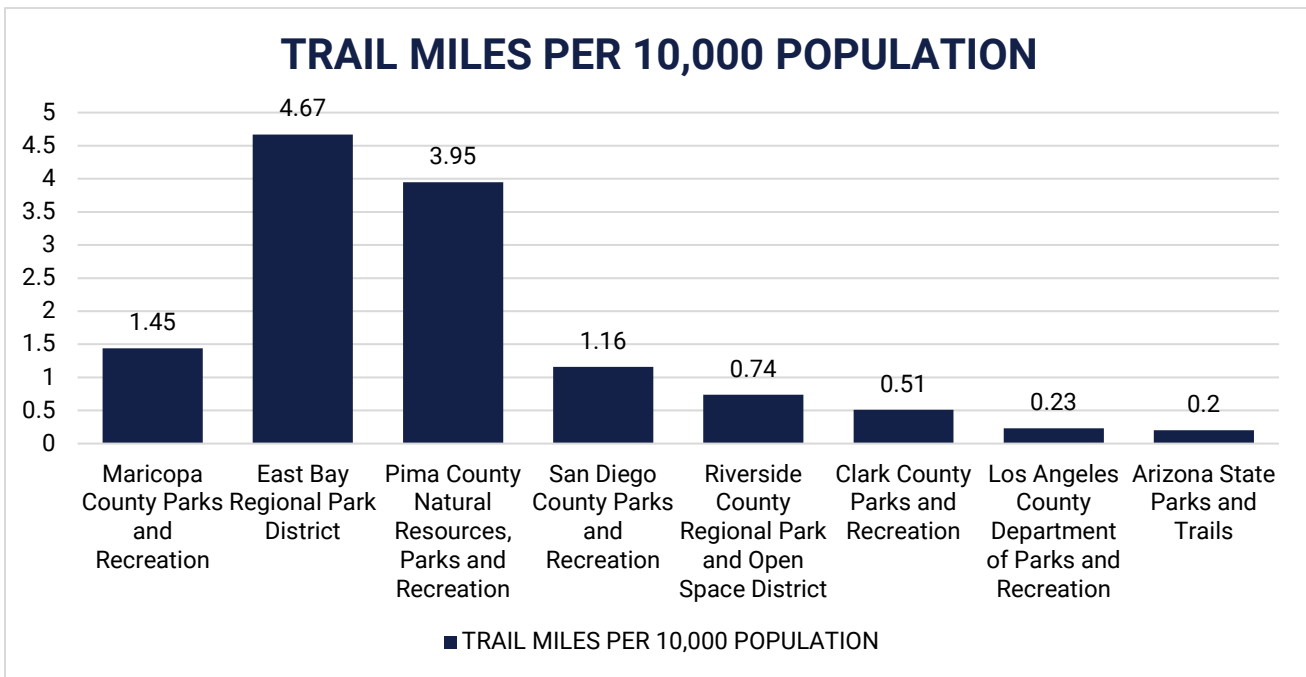 TRAIL MILES PER 10,000 POPULATION
5
4.5
4
3.5
3
2.5
2
1.5
1
0.5
0
1.45
4.67
3.95
1.16
0.74
0.51
0.23
0.2
Maricopa
County Parks
and
Recreation
East Bay
Regional Park
District
Pima County
Natural
Resources,
Parks and
Recreation
San Diego
County Parks
and
Recreation
Riverside
County
Regional Park
and Open
Space District
Clark County
Parks and
Recreation
Los Angeles
County
Department
of Parks and
Recreation
Arizona State
Parks and
Trails
TRAIL MILES PER 10,000 POPULATION